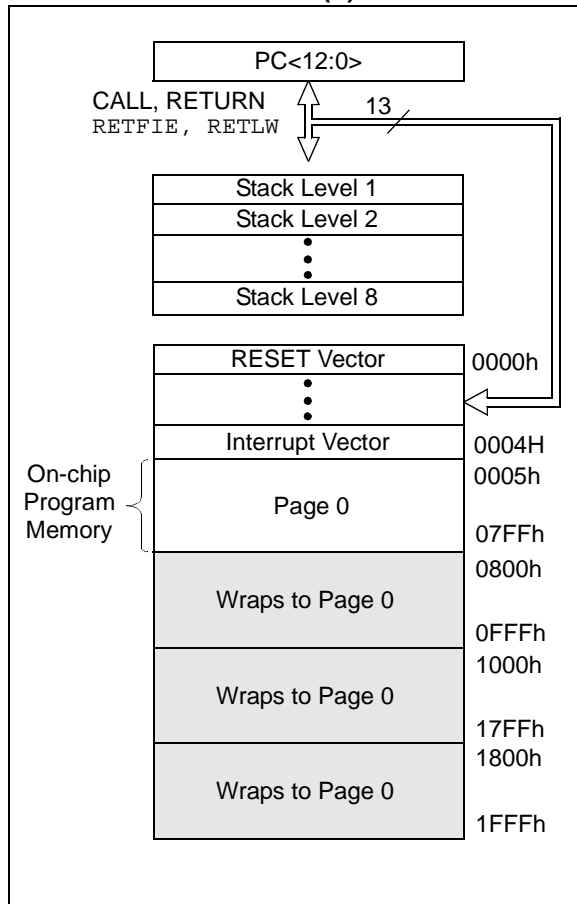 PC<12:0>
CALL, RETURN
RETFIE, RETLW
13
Stack Level 1
Stack Level 2
Stack Level 8
RESET Vector
0000h
Interrupt Vector
0004H
On-chip
Program
Memory
Page 0
0005h
07FFh
Wraps to Page 0
0800h
0FFFh
Wraps to Page 0
1000h
17FFh
Wraps to Page 0
1800h
1FFFh